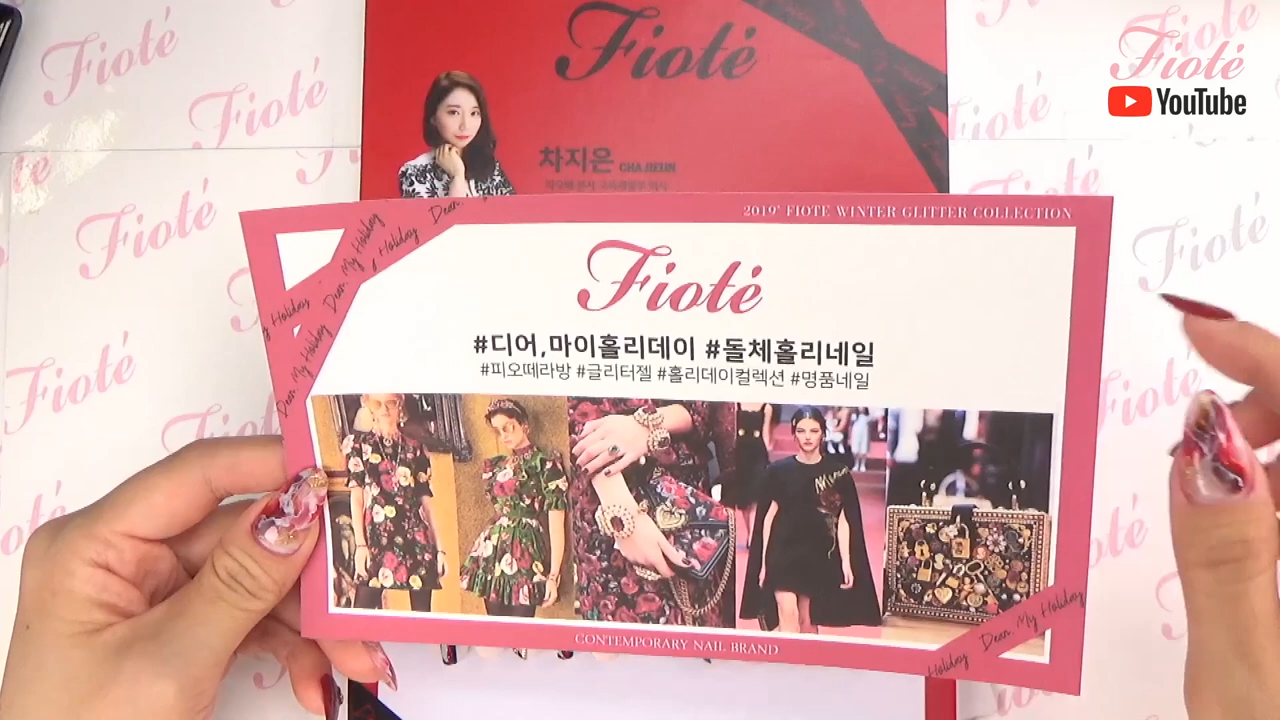 Fioté
차지은 CHA JIEUN
Fioté
YouTube
2019' FIOTE WINTER GLITTER COLLECTION
Fioté
#디어,마이홀리데이 #돌체홀리네일
#피오떼라방 #글리터젤 #홀리데이컬렉션 #명품네일
Dear. My Holiday
Dear. My Holiday
CONTEMPORARY NAIL BRAND
Holiday Dear. My Holiday